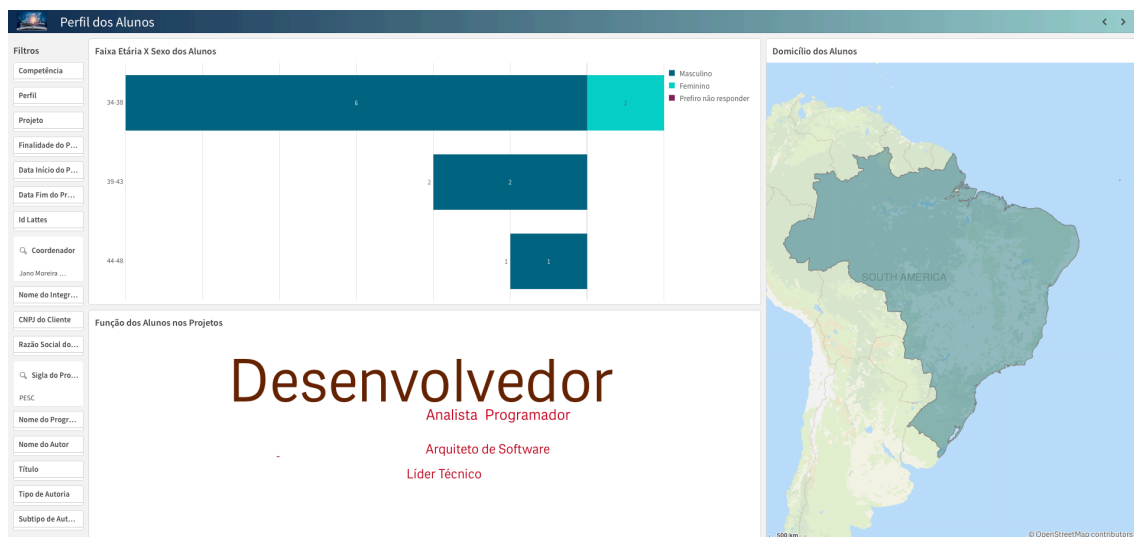 Perfil dos Alunos
Filtros
Competência
Perfil
Projeto
Finalidade do P...
Data Início do P...
Data Fim do Pr...
Id Lattes
Coordenador
Jano Moreira ...
Nome do Integr...
CNPJ do Cliente
Razão Social do...
Sigla do Pro...
PESC
Nome do Progr...
Nome do Autor
Título
Tipo de Autoria
Subtipo de Aut...
Faixa Etária X Sexo dos Alunos
Masculino
Feminino
Prefiro não responder
34-38
6
1
39-43
2
2
44-48
1
1
Função dos Alunos nos Projetos
Desenvolvedor
Analista Programador
Arquiteto de Software
Líder Técnico
-
Domicílio dos Alunos
SOUTH AMERICA
500 km
© OpenStreetMap contributors